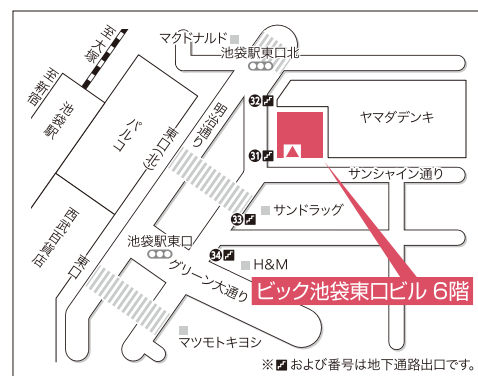 至大塚
至新宿
池袋駅
マクドナルド
池袋駅東口北
明治通り
パルコ
東口(北)
32
ヤマダデンキ
31
サンシャイン通り
西武百貨店
東口
33
サンドラッグ
池袋駅東口
34
H&M
グリーン大通り
ビック池袋東口ビル 6階
マツモトキヨシ
※ および番号は地下通路出口です。